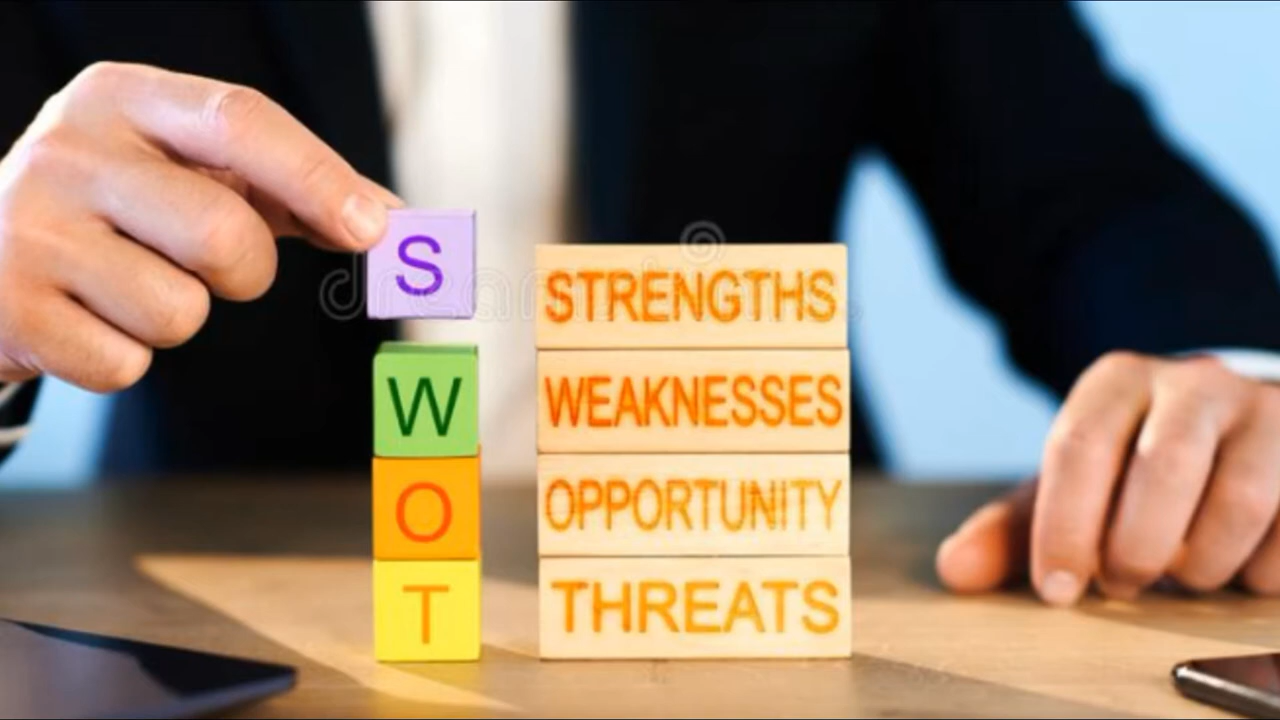 S
STRENGTHS
W
WEAKNESSES
O
OPPORTUNITY
T
THREATS